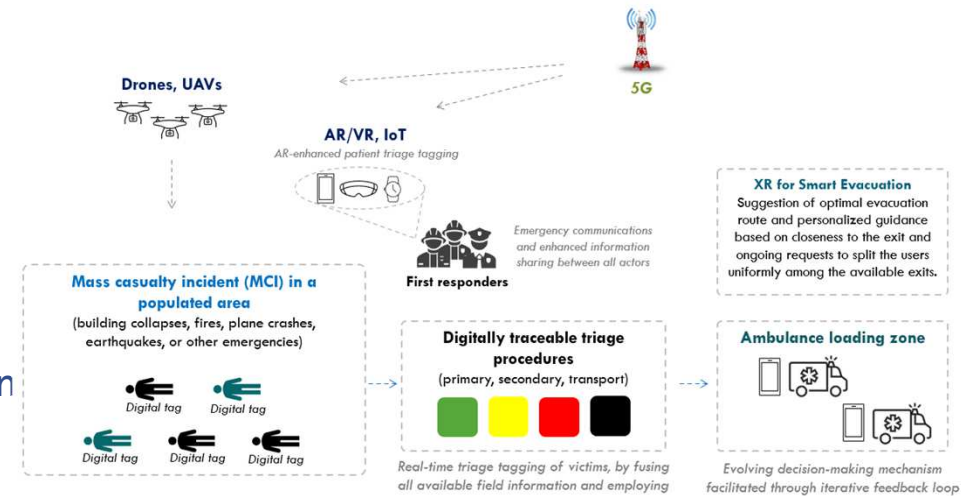 5G
Drones, UAVs
AR/VR, IoT
AR-enhanced patient triage tagging
Emergency communications
and enhanced information
sharing between all actors
First responders
XR for Smart Evacuation
Suggestion of optimal evacuation
route and personalized guidance
based on closeness to the exit and
ongoing requests to split the users
uniformly among the available exits.
Mass casualty incident (MCI) in a
populated area
(building collapses, fires, plane crashes,
earthquakes, or other emergencies)
Digital tag
Digital tag
Digital tag
Digital tag
Digital tag
Digitally traceable triage
procedures
(primary, secondary, transport)
Real-time triage tagging of victims, by fusing
all available field information and employing
Ambulance loading zone
Evolving decision-making mechanism
facilitated through iterative feedback loop